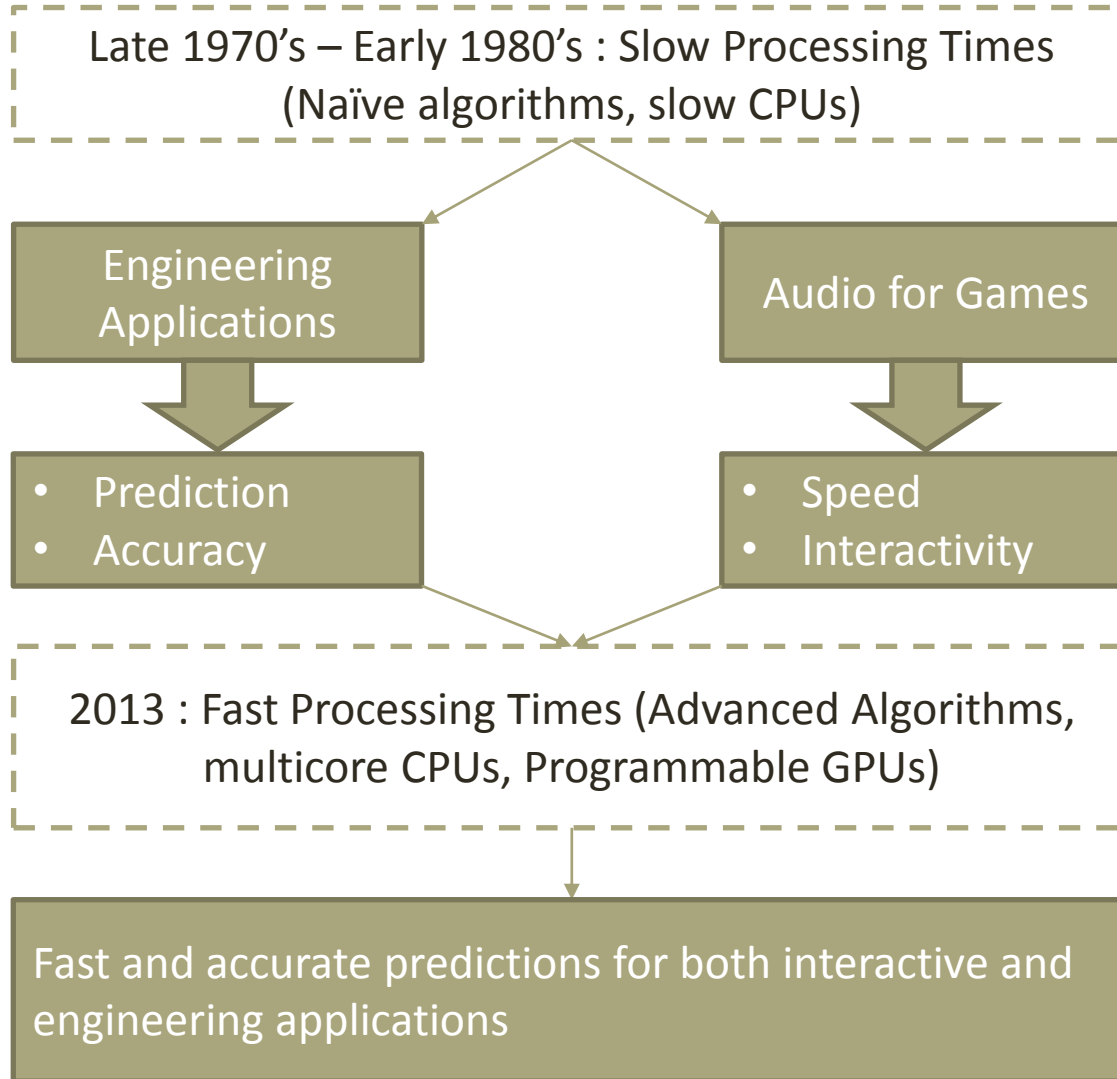 Late 1970's – Early 1980's : Slow Processing Times
(Naïve algorithms, slow CPUs)
Engineering
Applications
Audio for Games
• Prediction
• Accuracy
• Speed
• Interactivity
2013 : Fast Processing Times (Advanced Algorithms,
multicore CPUs, Programmable GPUs)
Fast and accurate predictions for both interactive and
engineering applications